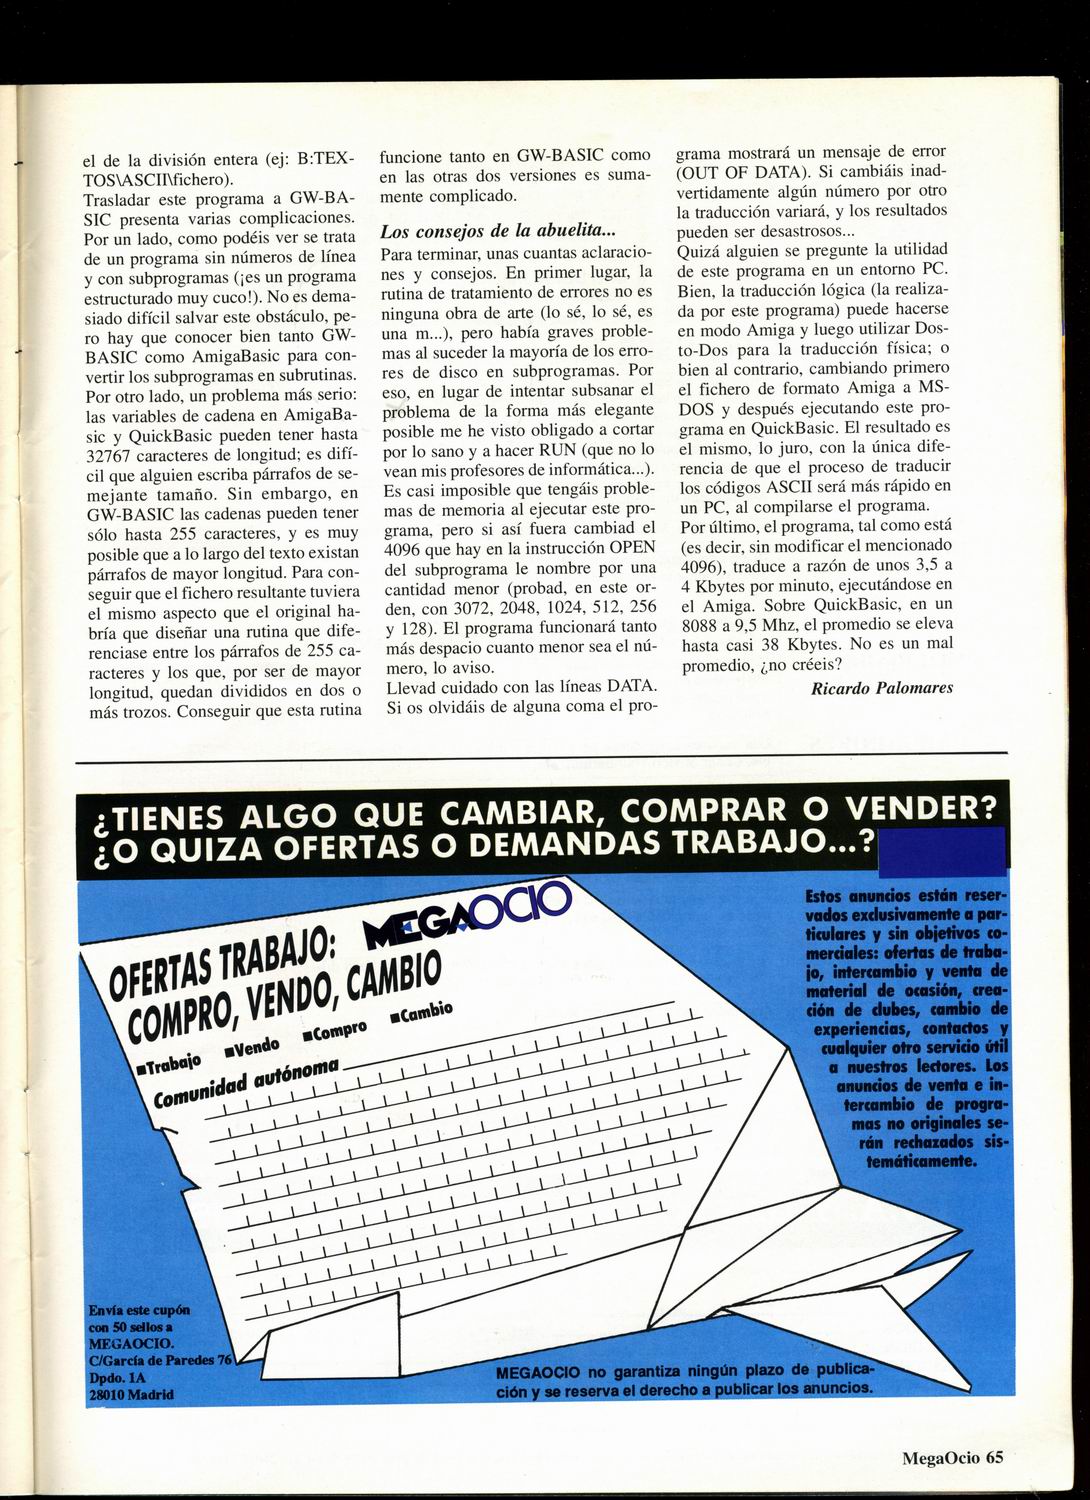 el de la división entera (ej: B:TEX-
TOS\ASCII\fichero).
Trasladar este programa a GW-BA-
SIC presenta varias complicaciones.
Por un lado, como podéis ver se trata
de un programa sin números de línea
y con subprogramas (¡es un programa
estructurado muy cuco!). No es dema-
siado difícil salvar este obstáculo, pe-
ro hay que conocer bien tanto GW-
BASIC como AmigaBasic para con-
vertir los subprogramas en subrutinas.
Por otro lado, un problema más serio:
las variables de cadena en AmigaBa-
sic y QuickBasic pueden tener hasta
32767 caracteres de longitud; es difí-
cil que alguien escriba párrafos de se-
mejante tamaño. Sin embargo, en
GW-BASIC las cadenas pueden tener
sólo hasta 255 caracteres, y es muy
posible que a lo largo del texto existan
párrafos de mayor longitud. Para con-
seguir que el fichero resultante tuviera
el mismo aspecto que el original ha-
bría que diseñar una rutina que dife-
renciase entre los párrafos de 255 ca-
racteres y los que, por ser de mayor
longitud, quedan divididos en dos o
más trozos. Conseguir que esta rutina
funcione tanto en GW-BASIC como
en las otras dos versiones es suma-
mente complicado.
Los consejos de la abuelita...
Para terminar, unas cuantas aclaracio-
nes y consejos. En primer lugar, la
rutina de tratamiento de errores no es
ninguna obra de arte (lo sé, lo sé, es
una m...), pero había graves proble-
mas al suceder la mayoría de los erro-
res de disco en subprogramas. Por
eso, en lugar de intentar subsanar el
problema de la forma más elegante
posible me he visto obligado a cortar
por lo sano y a hacer RUN (que no lo
vean mis profesores de informática...).
Es casi imposible que tengáis proble-
mas de memoria al ejecutar este pro-
grama, pero si así fuera cambiad el
4096 que hay en la instrucción OPEN
del subprograma le nombre por una
cantidad menor (probad, en este or-
den, con 3072, 2048, 1024, 512, 256
y 128). El programa funcionará tanto
más despacio cuanto menor sea el nú-
mero, lo aviso.
Llevad cuidado con las líneas DATA.
Si os olvidáis de alguna coma el pro-
grama mostrará un mensaje de error
(OUT OF DATA). Si cambiáis inad-
vertidamente algún número por otro
la traducción variará, y los resultados
pueden ser desastrosos...
Quizá alguien se pregunte la utilidad
de este programa en un entorno PC.
Bien, la traducción lógica (la realiza-
da por este programa) puede hacerse
en modo Amiga y luego utilizar Dos-
to-Dos para la traducción física; o
bien al contrario, cambiando primero
el fichero de formato Amiga a MS-
DOS y después ejecutando este pro-
grama en QuickBasic. El resultado es
el mismo, lo juro, con la única dife-
rencia de que el proceso de traducir
los códigos ASCII será más rápido en
un PC, al compilarse el programa.
Por último, el programa, tal como está
(es decir, sin modificar el mencionado
4096), traduce a razón de unos 3,5 a
4 Kbytes por minuto, ejecutándose en
el Amiga. Sobre QuickBasic, en un
8088 a 9,5 Mhz, el promedio se eleva
hasta casi 38 Kbytes. No es un mal
promedio, ¿no créeis?
Ricardo Palomares
¿TIENES ALGO QUE CAMBIAR, COMPRAR O VENDER?
¿O QUIZA OFERTAS O DEMANDAS TRABAJO...?
MEGAOCIO
OFERTAS TRABAJO:
COMPRO, VENDO, CAMBIO
■Trabajo ■Vendo ■Compro ■Cambio
Comunidad autónoma
Estos anuncios están reser-
vados exclusivamente a par-
ticulares y sin objetivos co-
merciales: ofertas de traba-
jo, intercambio y venta de
material de ocasión, crea-
ción de clubes, cambio de
experiencias, contactos y
cualquier otro servicio útil
a nuestros lectores. Los
anuncios de venta e in-
tercambio de progra-
mas no originales se-
rán rechazados sis-
temáticamente.
Envía este cupón
con 50 sellos a
MEGAOCIO.
C/García de Paredes 76
Dpdo. 1A
28010 Madrid
MEGAOCIO no garantiza ningún plazo de publica-
ción y se reserva el derecho a publicar los anuncios.
MegaOcio 65